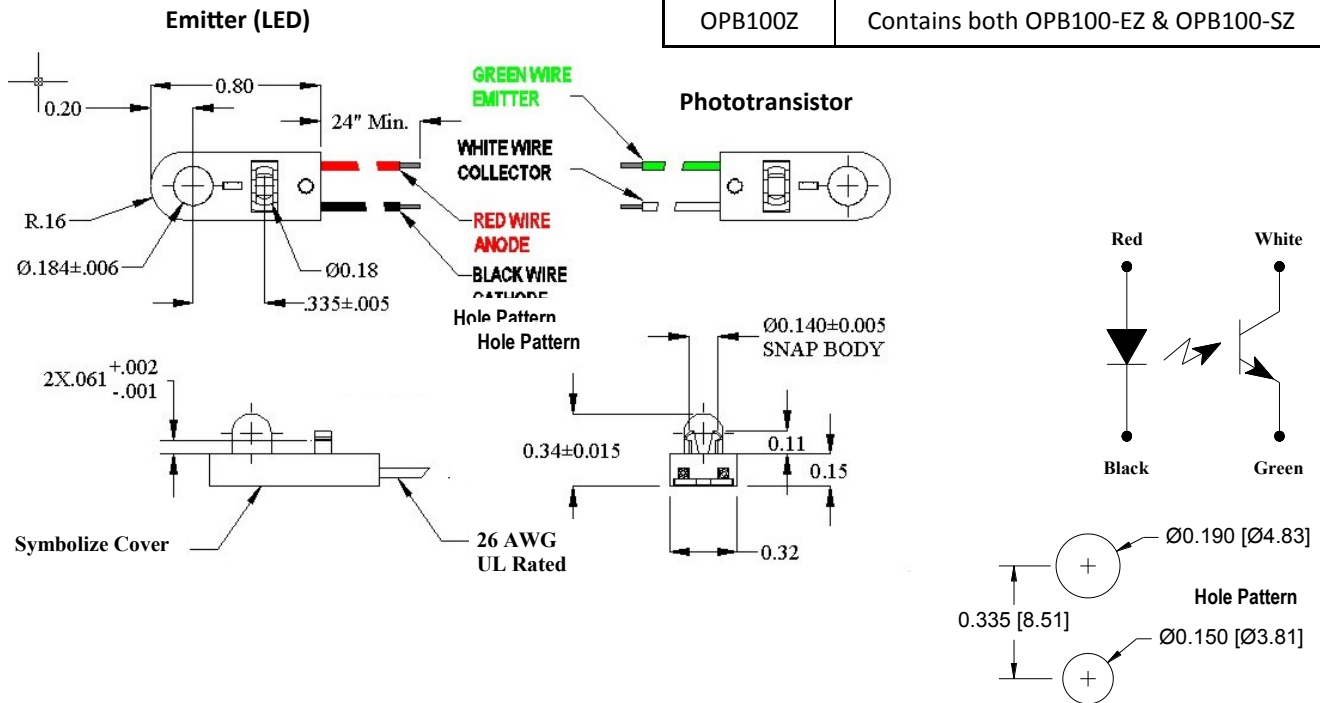 Emitter (LED)
OPB100Z Contains both OPB100-EZ & OPB100-SZ
0.80
0.20
24" Min.
GREEN WIRE
EMITTER
WHITE WIRE
COLLECTOR
Phototransistor
R.16
Ø.184±.006
Ø0.18
.335±.005
RED WIRE
ANODE
BLACK WIRE
CATHODE
Hole Pattern
Hole Pattern
Ø0.140±0.005
SNAP BODY
2X.061 +.002
-.001
0.34±0.015
0.11
0.15
0.32
Symbolize Cover
26 AWG
UL Rated
Red White
Black Green
Ø0.190 [Ø4.83]
Hole Pattern
0.335 [8.51]
Ø0.150 [Ø3.81]